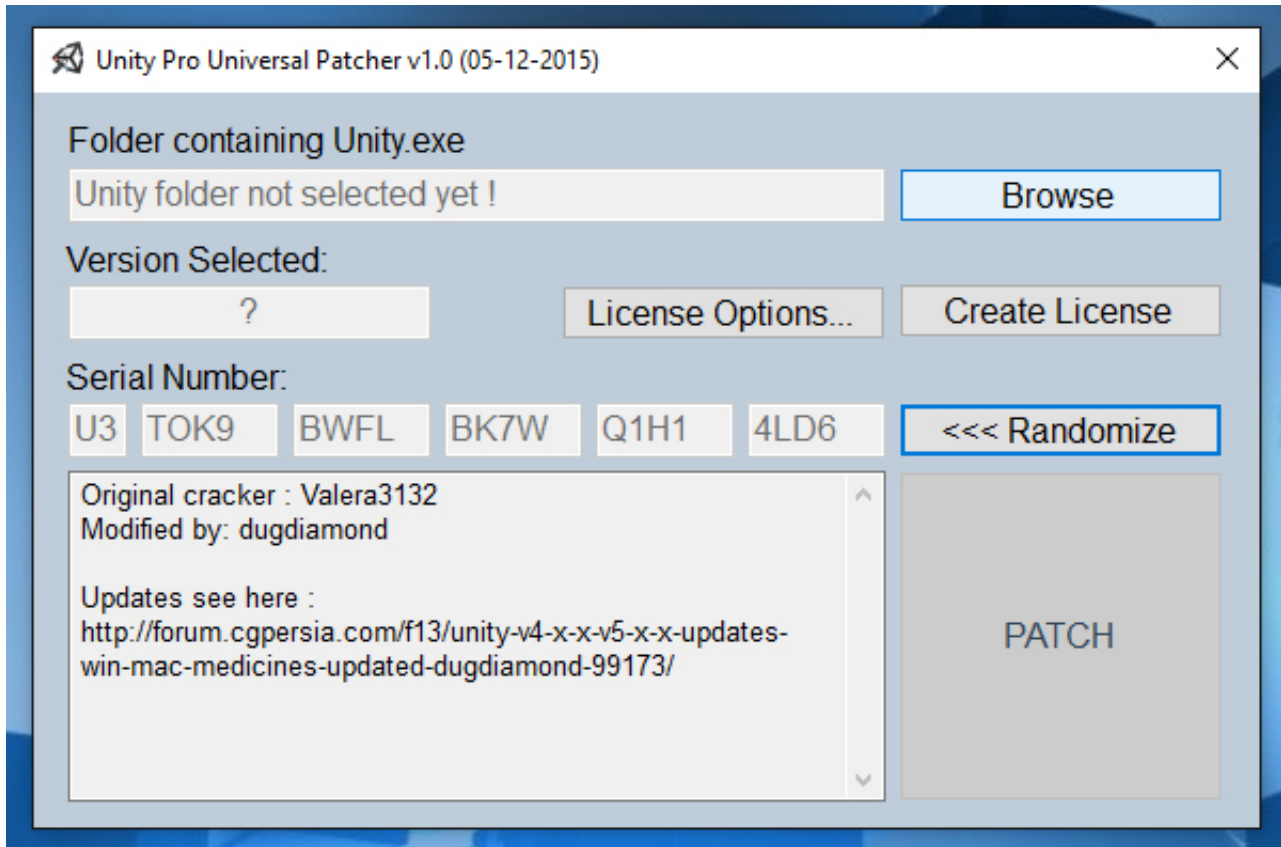 Unity Pro Universal Patcher v1.0 (05-12-2015)
Folder containing Unity.exe
Unity folder not selected yet !
Browse
Version Selected:
?
License Options...
Create License
Serial Number:
U3 TOK9 BWFL BK7W Q1H1 4LD6
<<< Randomize
Original cracker : Valera3132
Modified by: dugdiamond
Updates see here :
http://forum.cgpersia.com/f13/unity-v4-x-x-v5-x-x-updates-
win-mac-medicines-updated-dugdiamond-99173/
PATCH